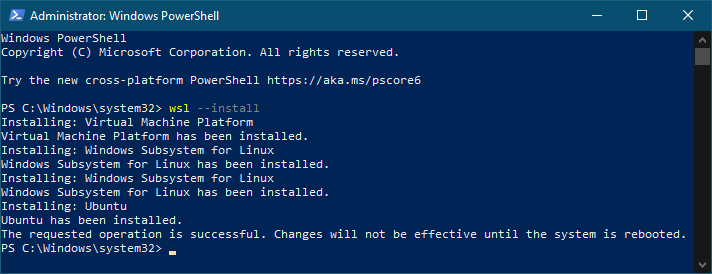 Administrator: Windows PowerShell
Windows PowerShell
Copyright (C) Microsoft Corporation. All rights reserved.
Try the new cross-platform PowerShell https://aka.ms/pscore6
PS C:\Windows\system32> wsl --install
Installing: Virtual Machine Platform
Virtual Machine Platform has been installed.
Installing: Windows Subsystem for Linux
Windows Subsystem for Linux has been installed.
Installing: Windows Subsystem for Linux
Windows Subsystem for Linux has been installed.
Installing: Ubuntu
Ubuntu has been installed.
The requested operation is successful. Changes will not be effective until the system is rebooted.
PS C:\Windows\system32>